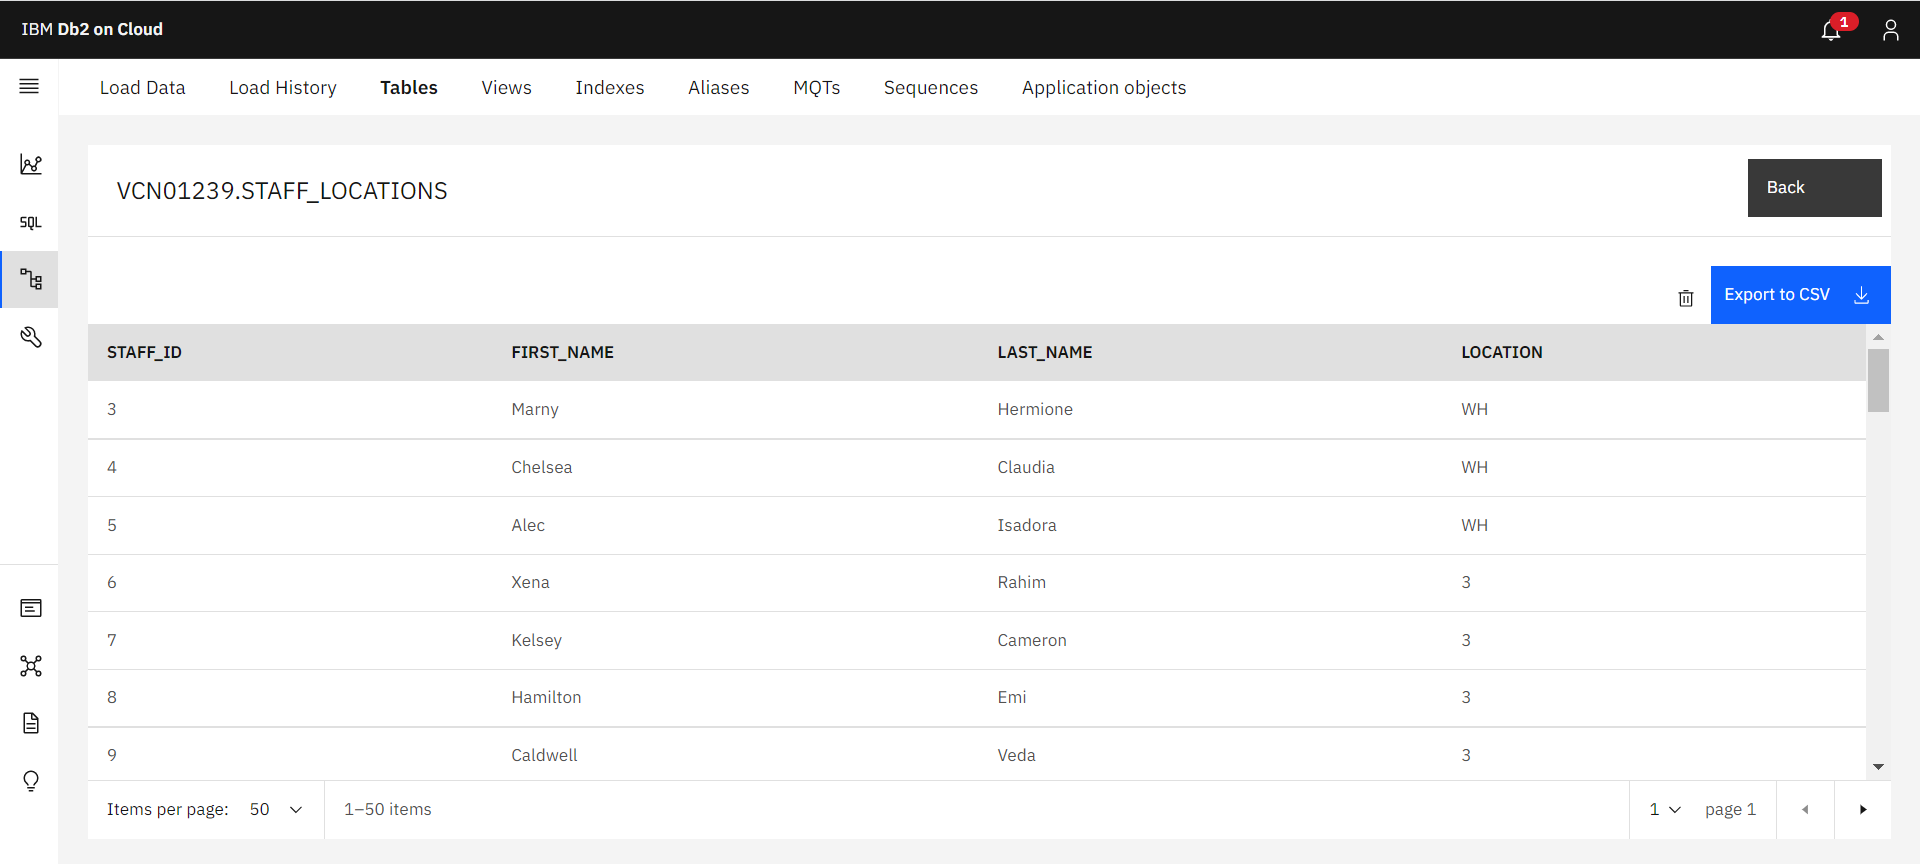 IBM Db2 on Cloud
1
Load Data Load History Tables Views Indexes Aliases MQTs Sequences Application objects
SQL
VCN01239.STAFF_LOCATIONS
Back
Export to CSV
STAFF_ID FIRST_NAME LAST_NAME LOCATION
3 Marny Hermione WH
4 Chelsea Claudia WH
5 Alec Isadora WH
6 Xena Rahim 3
7 Kelsey Cameron 3
8 Hamilton Emi 3
9 Caldwell Veda 3
Items per page: 50 1–50 items 1 page 1